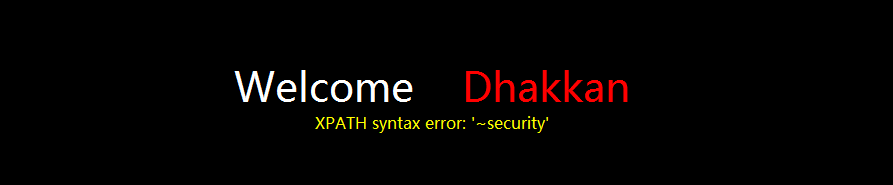 Welcome Dhakkan
XPATH syntax error: '~security'